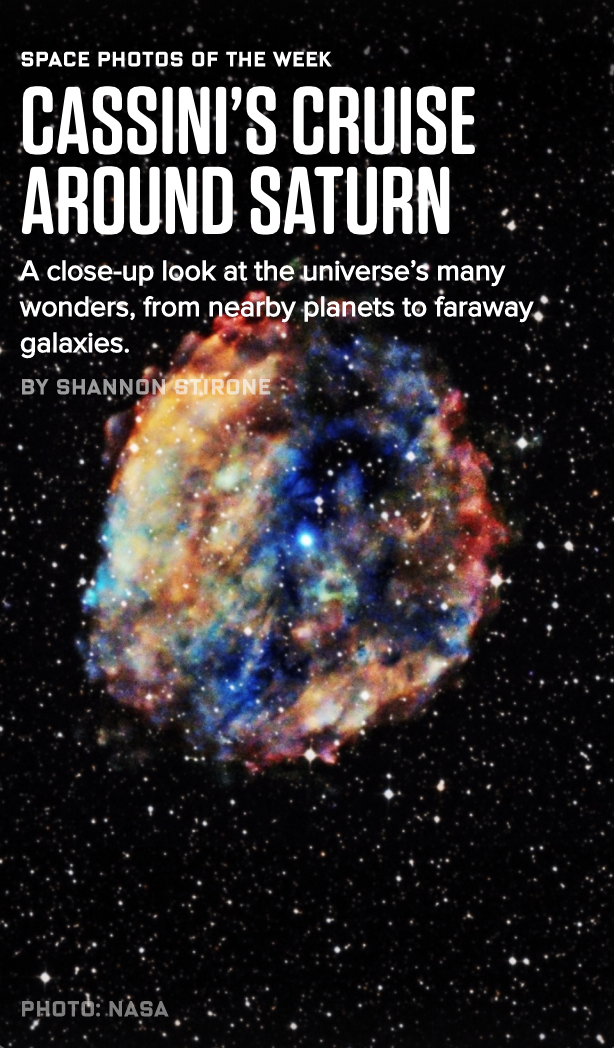 SPACE PHOTOS OF THE WEEK
CASSINI'S CRUISE
AROUND SATURN
A close-up look at the universe's many
wonders, from nearby planets to faraway
galaxies.
BY SHANNON STIRONE
PHOTO: NASA